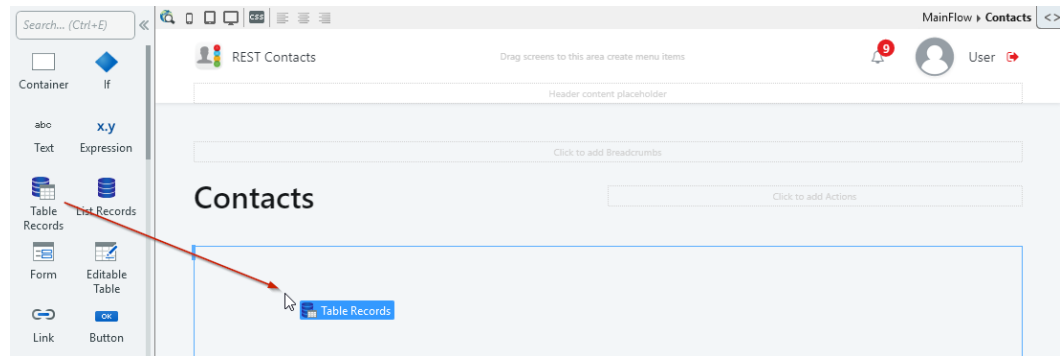 Search... (Ctrl+E)
CSS
MainFlow Contacts
<>
REST Contacts
Drag screens to this area create menu items
9
User
Header content placeholder
Container
If
abc
x.y
Text
Expression
Click to add Breadcrumbs
Contacts
Click to add Actions
Table Records
List Records
Form
Editable Table
Table Records
OK
Link
Button